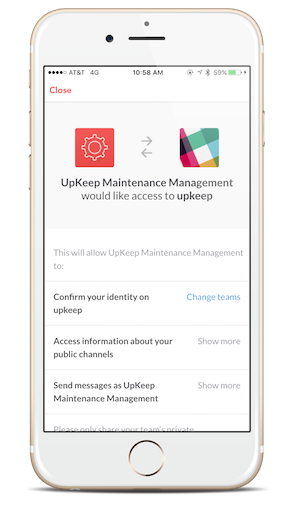 AT&T 4G 10:58 AM 59%
Close
UpKeep Maintenance Management
would like access to upkeep
This will allow UpKeep Maintenance Management
to:
Confirm your identity on Change teams
upkeep
Access information about your Show more
public channels
Send messages as UpKeep Show more
Maintenance Management
Please only share your team's private